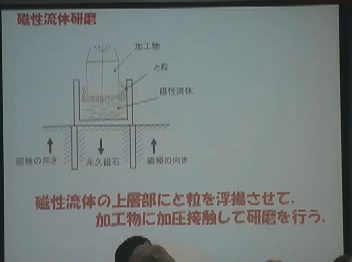 磁性流体研磨
加工物
と粒
磁性流体
磁極の向き
永久磁石
磁極の向き
磁性流体の上層部にと粒を浮揚させて、
加工物に加圧接触して研磨を行う.